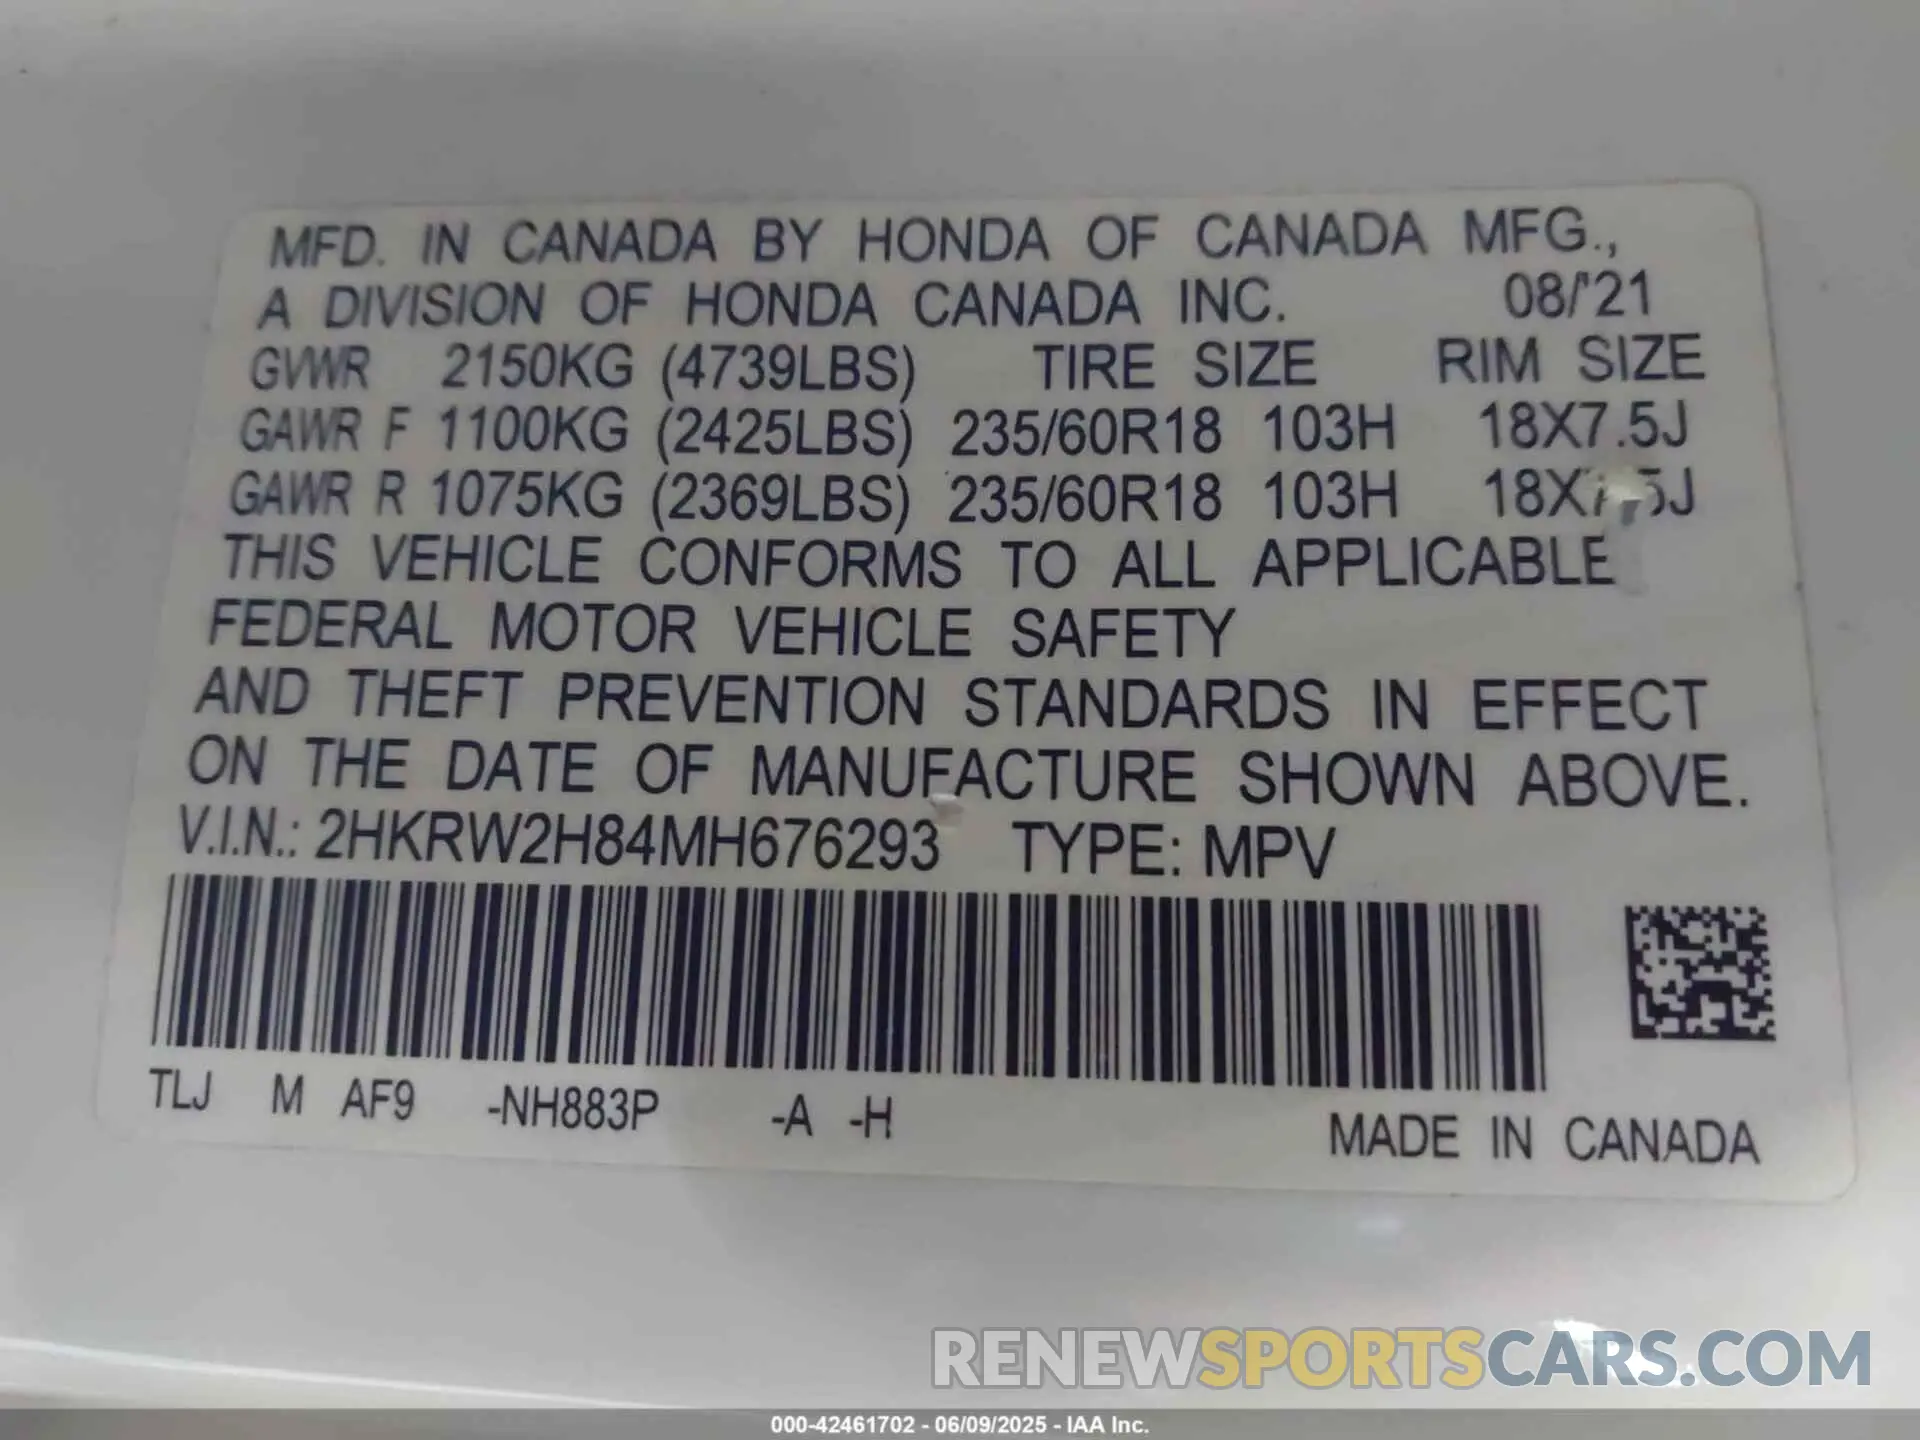 MFD. IN CANADA BY HONDA OF CANADA MFG.,
A DIVISION OF HONDA CANADA INC. 08/'21
GVWR 2150KG (4739LBS) TIRE SIZE RIM SIZE
GAWR F 1100KG (2425LBS) 235/60R18 103H 18X7.5J
GAWR R 1075KG (2369LBS) 235/60R18 103H 18X7.5J
THIS VEHICLE CONFORMS TO ALL APPLICABLE
FEDERAL MOTOR VEHICLE SAFETY
AND THEFT PREVENTION STANDARDS IN EFFECT
ON THE DATE OF MANUFACTURE SHOWN ABOVE.
V.I.N.: 2HKRW2H84MH676293 TYPE: MPV
TLJ M AF9 -NH883P -A -H
MADE IN CANADA
RENEWSPORTSCARS.COM
000-42461702 - 06/09/2025 - IAA Inc.